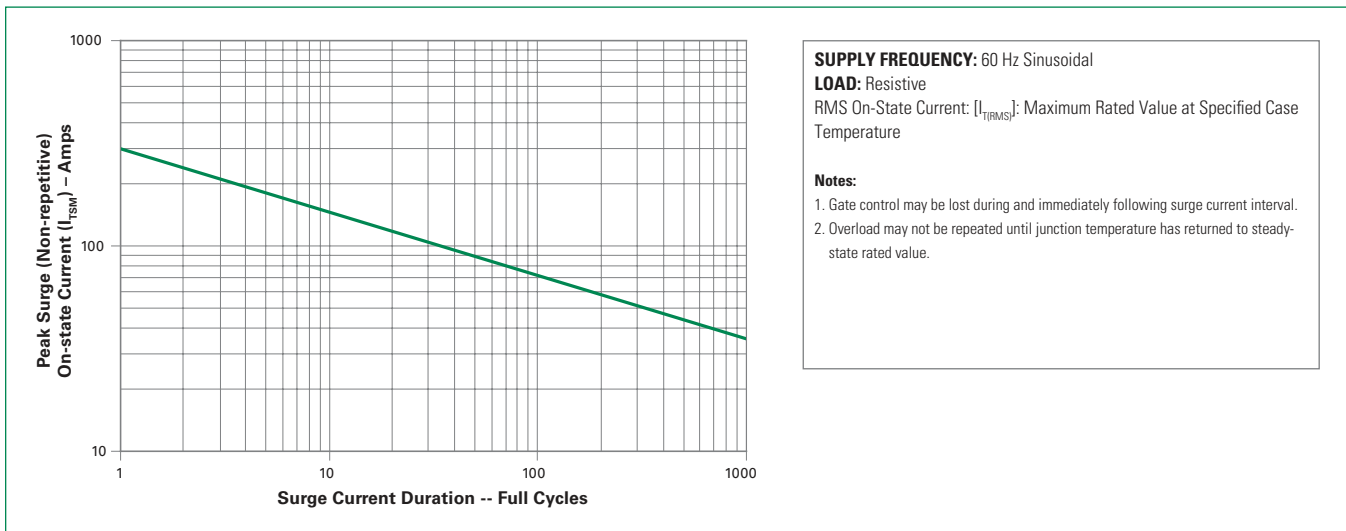 1000
100
10
1
10
100
1000
Peak Surge (Non-repetitive)
On-state Current (I_TSM) – Amps
Surge Current Duration -- Full Cycles
SUPPLY FREQUENCY: 60 Hz Sinusoidal
LOAD: Resistive
RMS On-State Current: [I_T(RMS)]: Maximum Rated Value at Specified Case
Temperature
Notes:
1. Gate control may be lost during and immediately following surge current interval.
2. Overload may not be repeated until junction temperature has returned to steady-
state rated value.